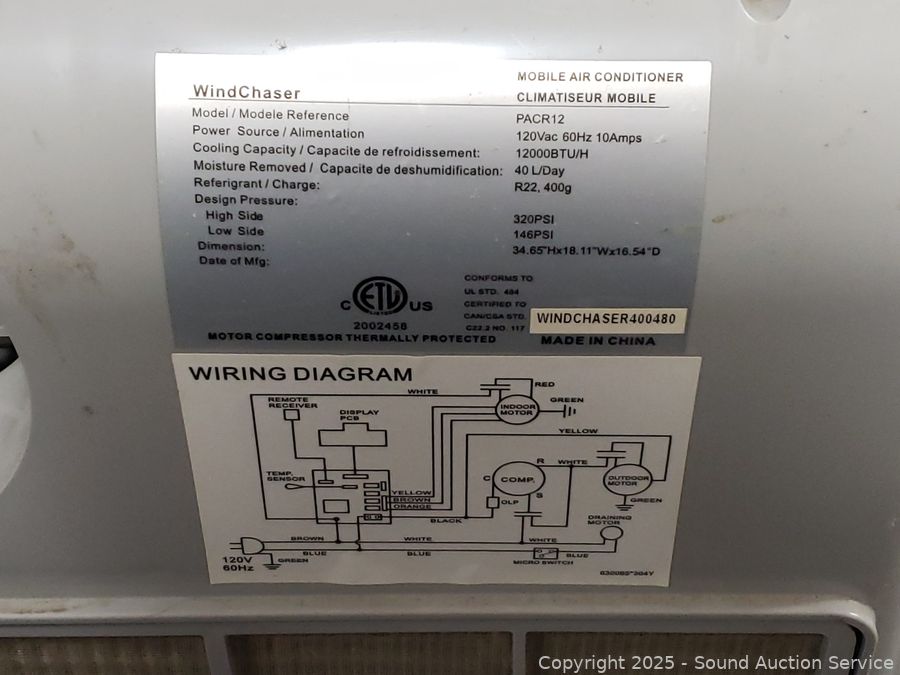 WindChaser
MOBILE AIR CONDITIONER
CLIMATISEUR MOBILE
Model / Modele Reference PACR12
Power Source / Alimentation 120Vac 60Hz 10Amps
Cooling Capacity / Capacite de refroidissement: 12000BTU/H
Moisture Removed / Capacite de deshumidification: 40 L/Day
Referigrant / Charge: R22, 400g
Design Pressure:
High Side 320PSI
Low Side 146PSI
Dimension: 34.65"Hx18.11"Wx16.54"D
Date of Mfg:
C ETL US
LISTED
2002458
CONFORMS TO
UL STD. 484
CERTIFIED TO
CAN/CSA STD.
C22.2 NO. 117
WINDCHASER400480
MOTOR COMPRESSOR THERMALLY PROTECTED
MADE IN CHINA
WIRING DIAGRAM
WHITE
RED
REMOTE
RECEIVER
DISPLAY
PCB
INDOOR
MOTOR
GREEN
YELLOW
TEMP.
SENSOR
R
WHITE
C
COMP.
S
OLP
OUTDOOR
MOTOR
GREEN
YELLOW
BROWN
ORANGE
BLACK
DRAINING
MOTOR
BROWN
WHITE
WHITE
BLUE
BLUE
BLUE
120V
60Hz
GREEN
MICRO SWITCH
Copyright 2025 - Sound Auction Service